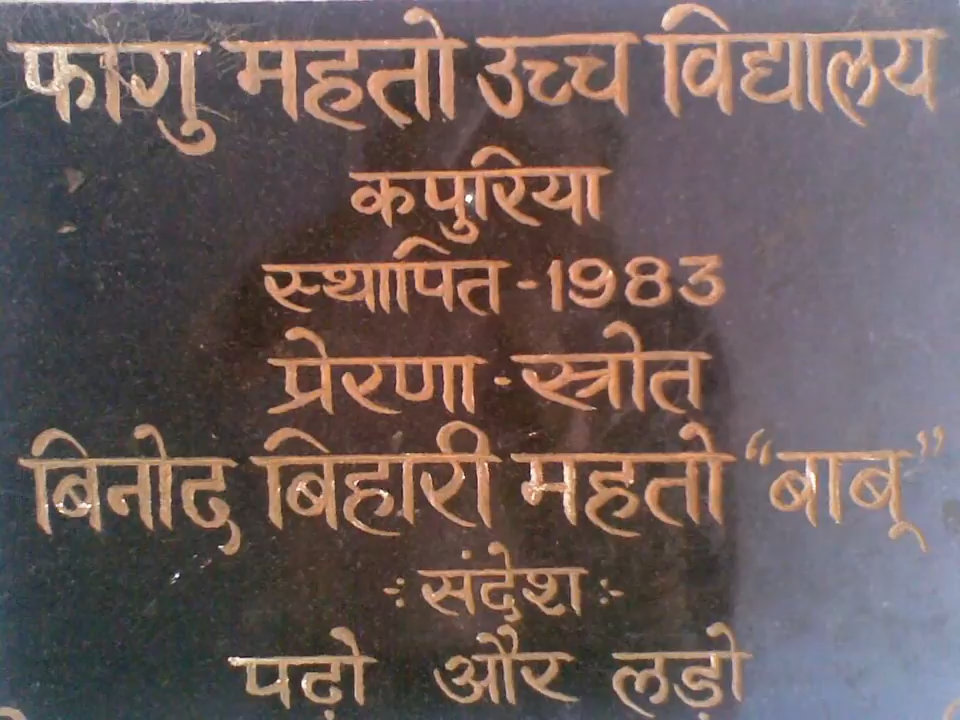 फागु महतो उच्च विद्यालय
कपुरिया
स्थापित - 1983
प्रेरणा - स्त्रोत
बिनोद बिहारी महतो “बाबू”
-: संदेश :-
पढ़ो और लड़ो